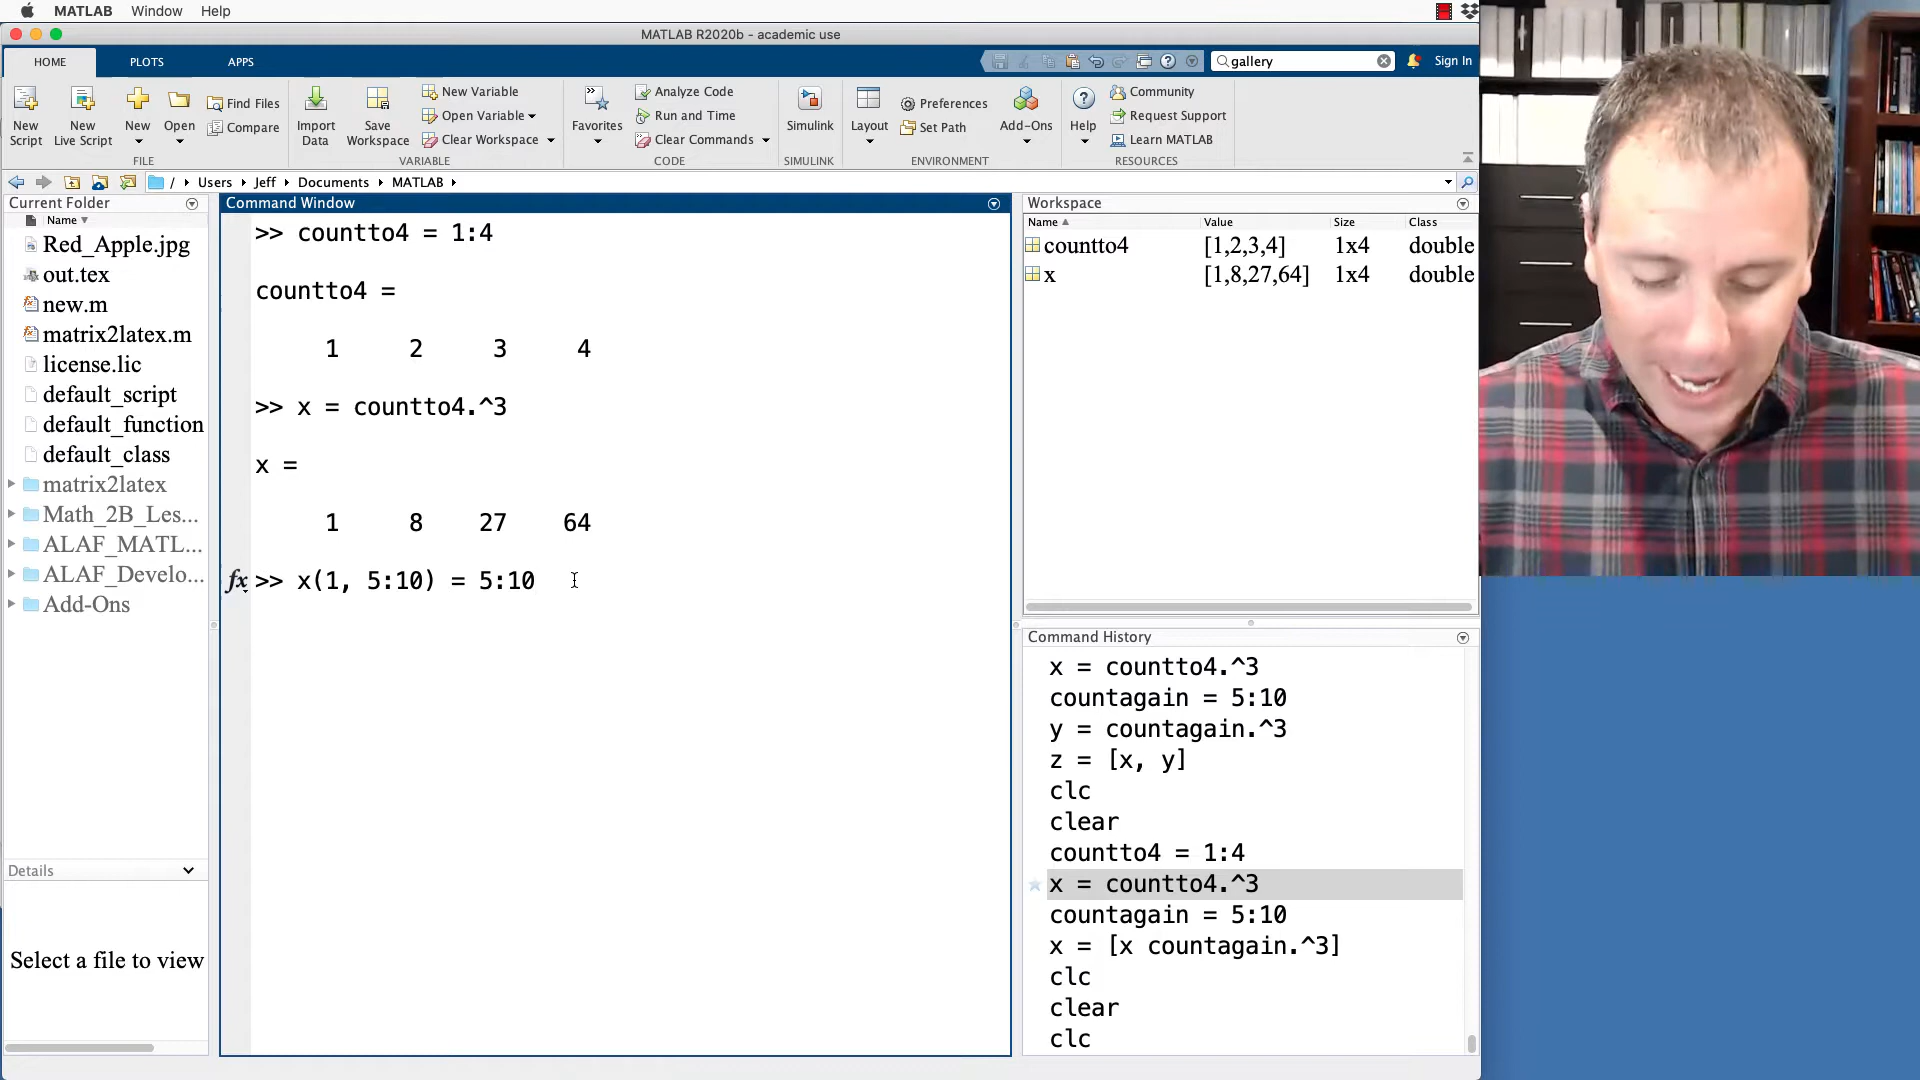 MATLAB Window Help
MATLAB R2020b - academic use
HOME PLOTS APPS
gallery
Sign In
New Script
New Live Script
New
Open
Find Files
Compare
FILE
Import Data
Save Workspace
New Variable
Open Variable
Clear Workspace
VARIABLE
Favorites
Analyze Code
Run and Time
Clear Commands
CODE
Simulink
SIMULINK
Layout
Preferences
Set Path
Add-Ons
ENVIRONMENT
Help
Community
Request Support
Learn MATLAB
RESOURCES
/ Users Jeff Documents MATLAB
Current Folder
Name
Red_Apple.jpg
out.tex
new.m
matrix2latex.m
license.lic
default_script
default_function
default_class
matrix2latex
Math_2B_Les...
ALAF_MATL...
ALAF_Develo...
Add-Ons
Details
Select a file to view
Command Window
>> countto4 = 1:4
countto4 =
1 2 3 4
>> x = countto4.^3
x =
1 8 27 64
fx >> x(1, 5:10) = 5:10
Workspace
Name Value Size Class
countto4 [1,2,3,4] 1x4 double
x [1,8,27,64] 1x4 double
Command History
x = countto4.^3
countagain = 5:10
y = countagain.^3
z = [x, y]
clc
clear
countto4 = 1:4
x = countto4.^3
countagain = 5:10
x = [x countagain.^3]
clc
clear
clc